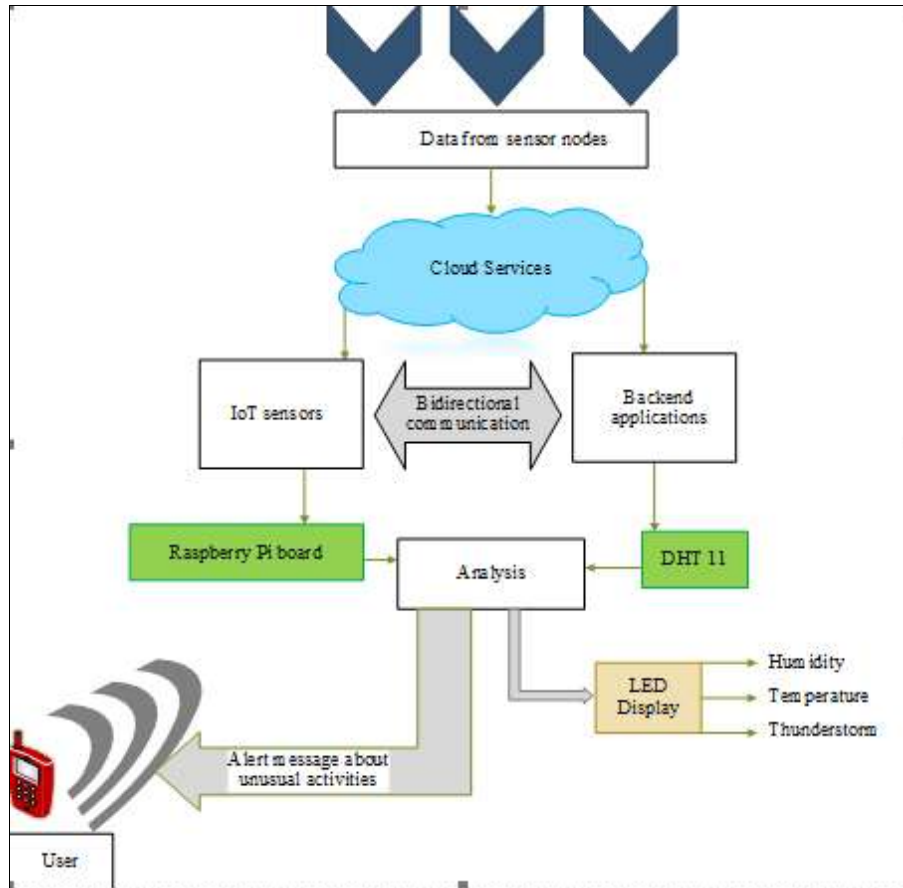 Data from sensor nodes
Cloud Services
IoT sensors
Bidirectional
communication
Backend
applications
Raspberry Pi board
Analysis
DHT 11
LED
Display
Humidity
Temperature
Thunderstorm
Alert message about
unusual activities
User